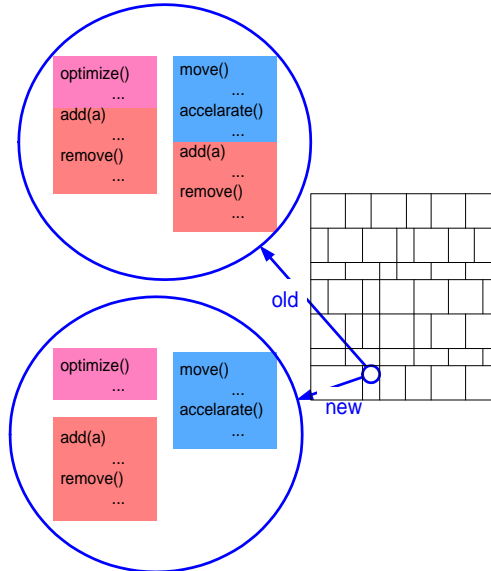 optimize()
...
add(a)
...
remove()
...
move()
...
accelarate()
...
add(a)
...
remove()
...
old
new
optimize()
...
add(a)
...
remove()
...
move()
...
accelarate()
...